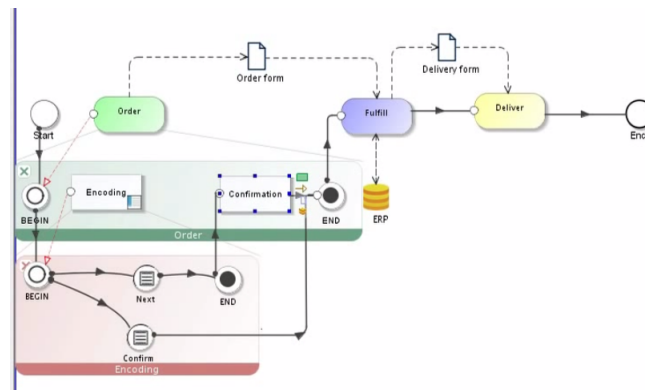 Order form
Delivery form
Order
Fulfill
Deliver
Start
End
Encoding
Confirmation
BEGIN
END
ERP
Order
BEGIN
Next
END
Confirm
Encoding